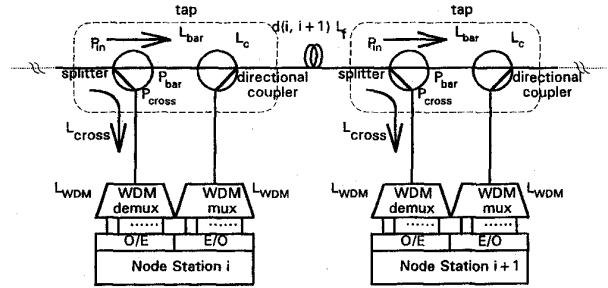 tap
tap
P_in L_bar L_c d(i, i+1) L_f P_in L_bar L_c
splitter P_bar directional coupler splitter P_bar directional coupler
P_cross P_cross
L_cross L_cross
L_WDM WDM demux WDM mux L_WDM L_WDM WDM demux WDM mux L_WDM
O/E E/O O/E E/O
Node Station i Node Station i+1